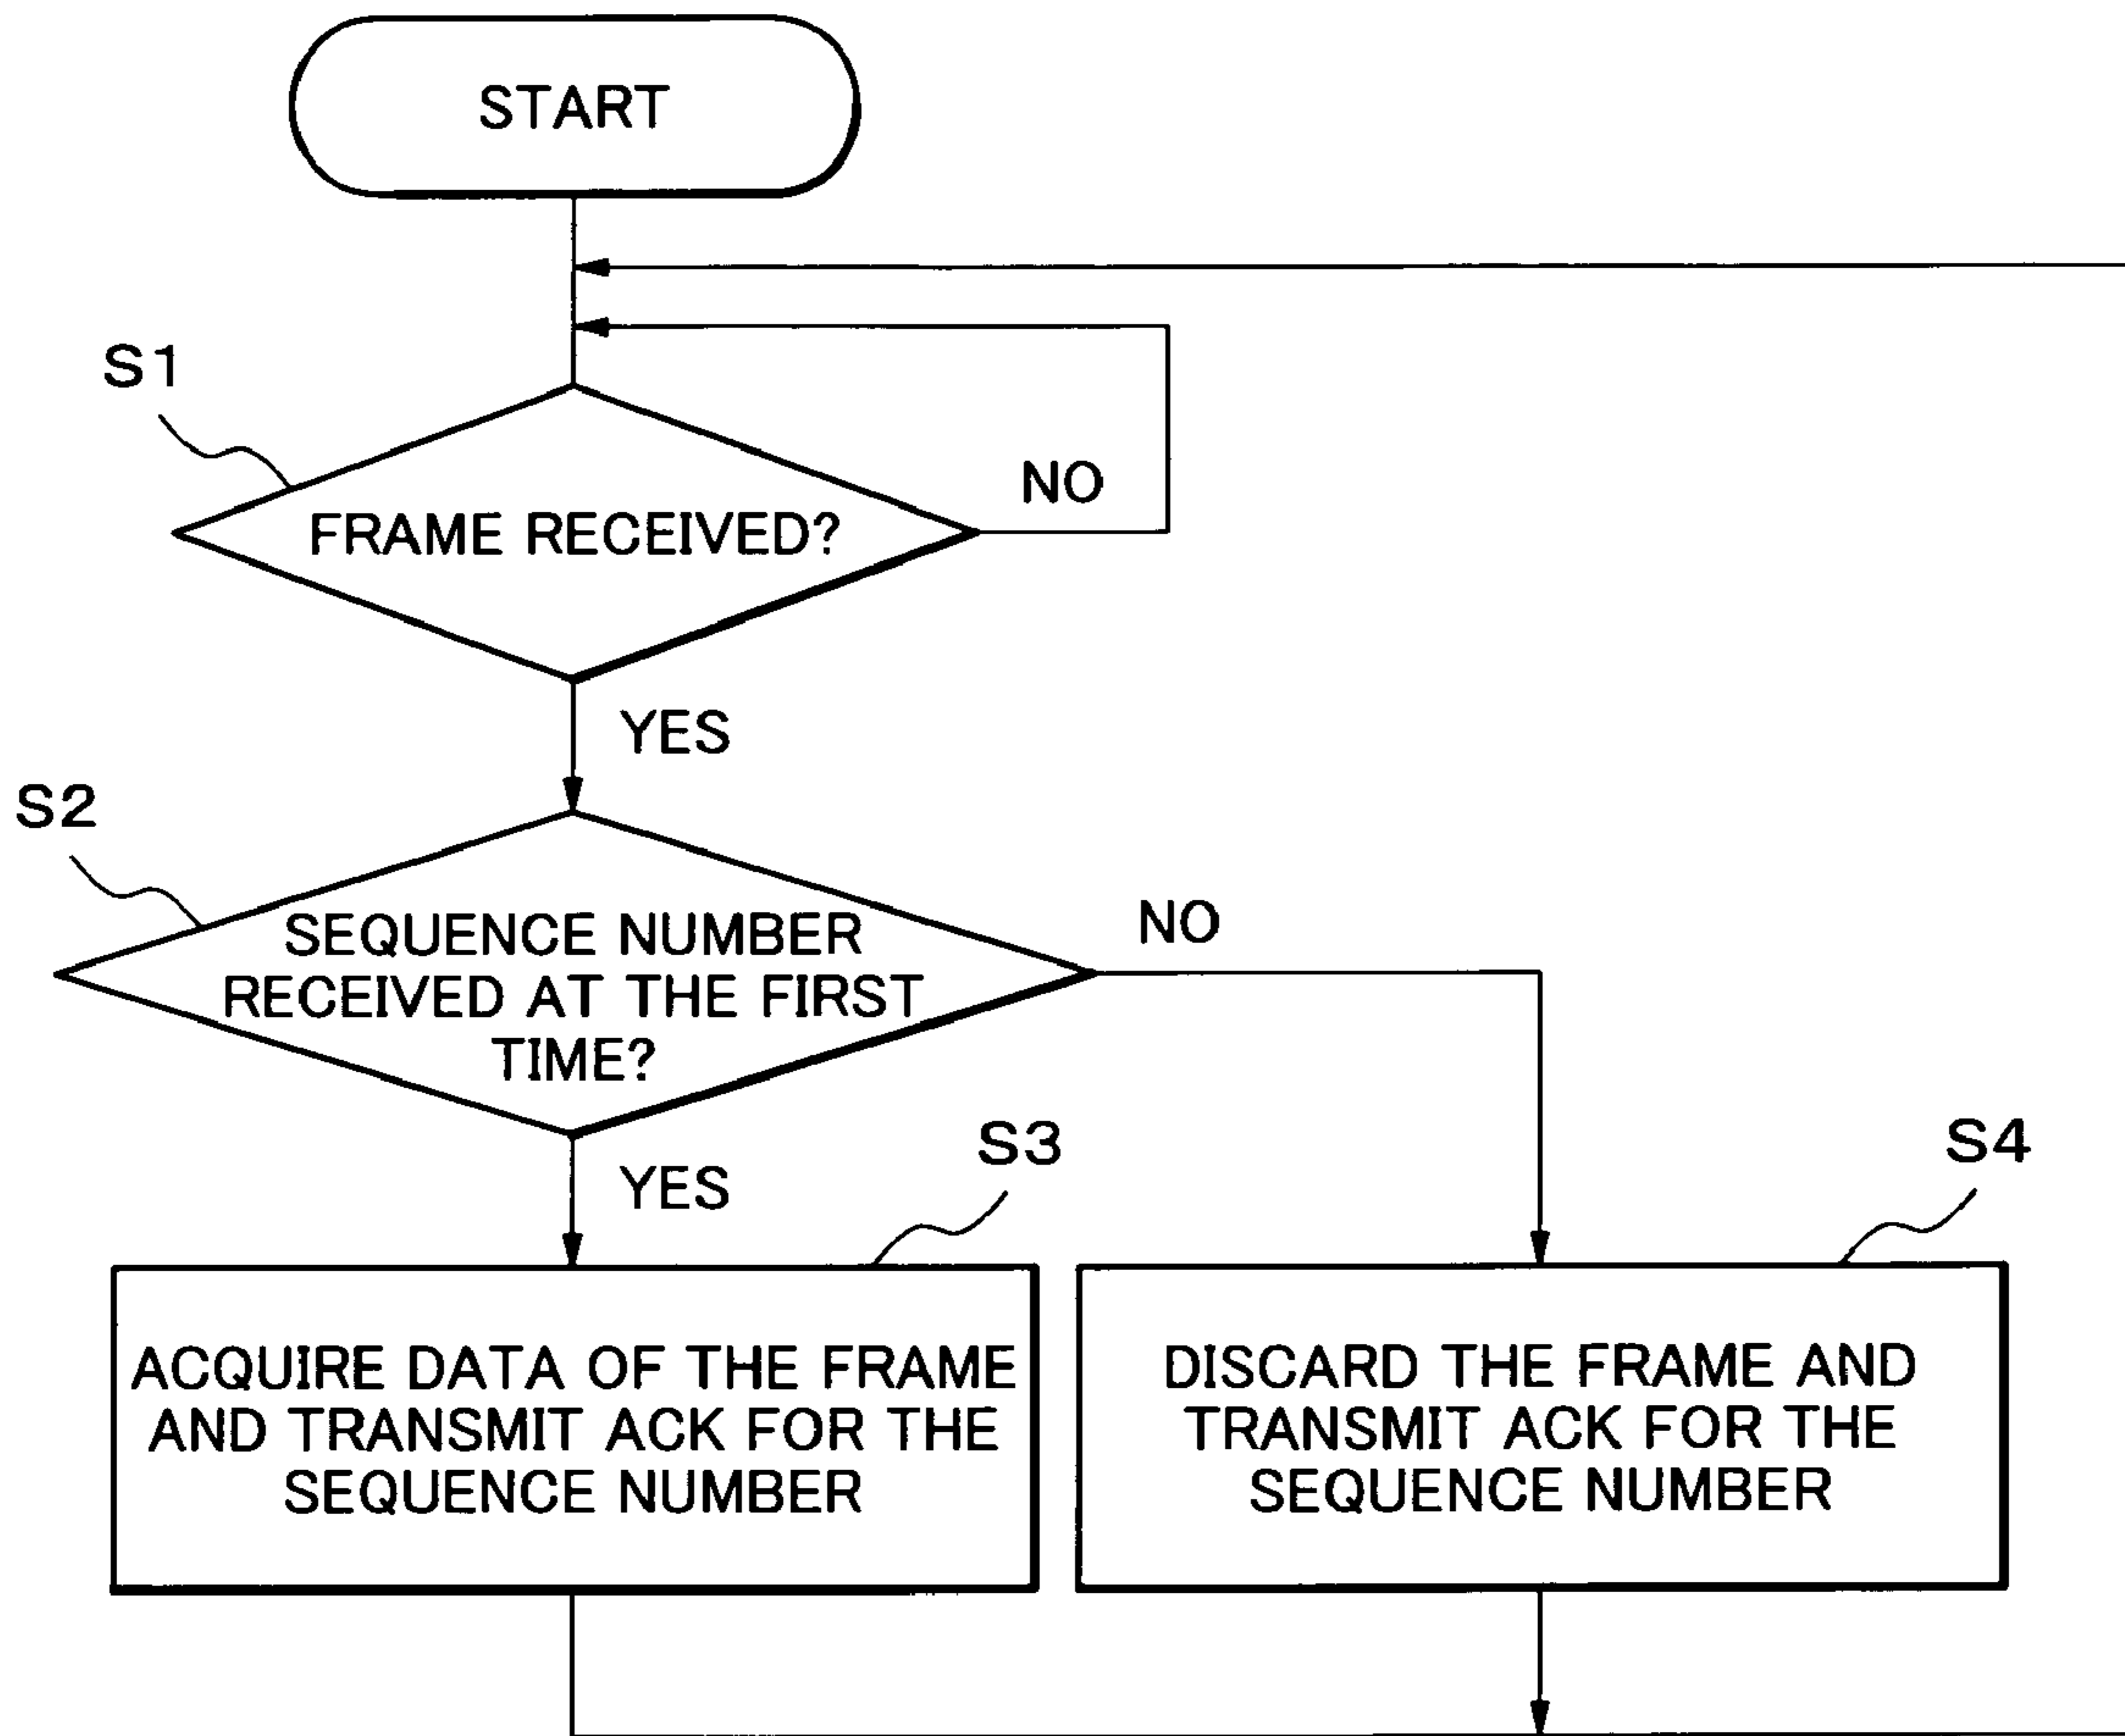 START
S1
NO
FRAME RECEIVED?
YES
S2
NO
SEQUENCE NUMBER
RECEIVED AT THE FIRST
TIME?
YES
S3
S4
ACQUIRE DATA OF THE FRAME
AND TRANSMIT ACK FOR THE
SEQUENCE NUMBER
DISCARD THE FRAME AND
TRANSMIT ACK FOR THE
SEQUENCE NUMBER